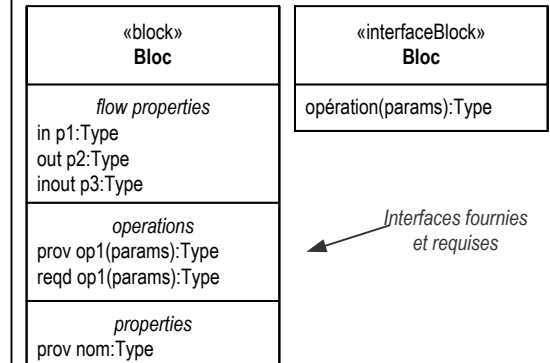 «block»
Bloc
flow properties
in p1:Type
out p2:Type
inout p3:Type
operations
prov op1(params):Type
reqd op1(params):Type
properties
prov nom:Type
«interfaceBlock»
Bloc
opération(params):Type
Interfaces fournies
et requises